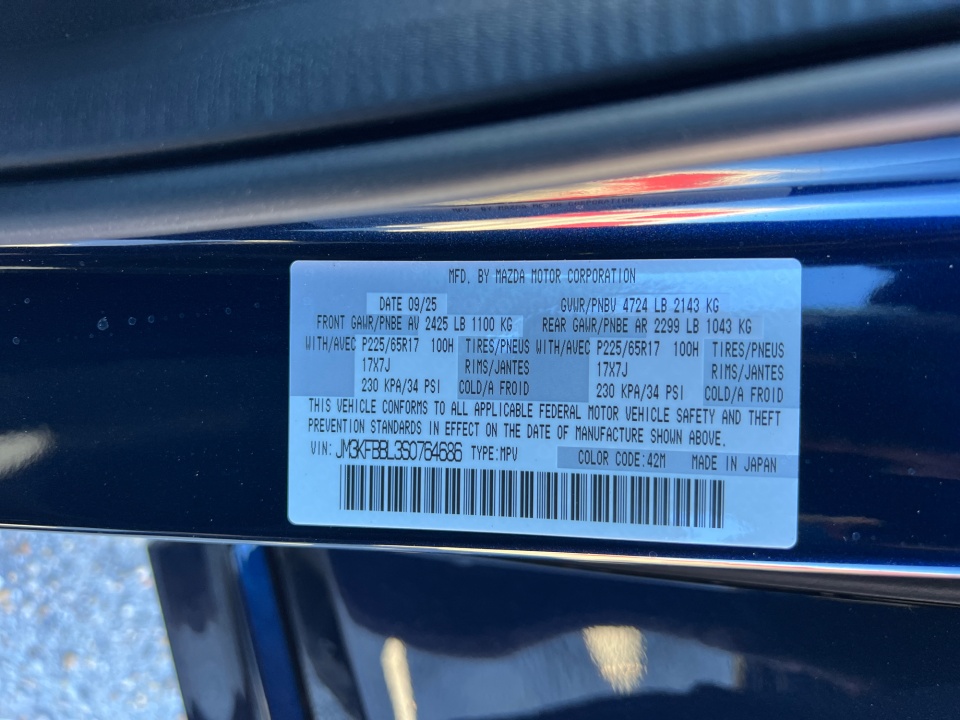 MFD. BY MAZDA MOTOR CORPORATION
DATE 09/25 GVWR/PNBV 4724 LB 2143 KG
FRONT GAWR/PNBE AV 2425 LB 1100 KG REAR GAWR/PNBE AR 2299 LB 1043 KG
WITH/AVEC P225/65R17 100H TIRES/PNEUS WITH/AVEC P225/65R17 100H TIRES/PNEUS
17X7J RIMS/JANTES 17X7J RIMS/JANTES
230 KPA/34 PSI COLD/A FROID 230 KPA/34 PSI COLD/A FROID
THIS VEHICLE CONFORMS TO ALL APPLICABLE FEDERAL MOTOR VEHICLE SAFETY AND THEFT
PREVENTION STANDARDS IN EFFECT ON THE DATE OF MANUFACTURE SHOWN ABOVE.
VIN: JM3KFBBL3S0764686 TYPE:MPV COLOR CODE:42M MADE IN JAPAN